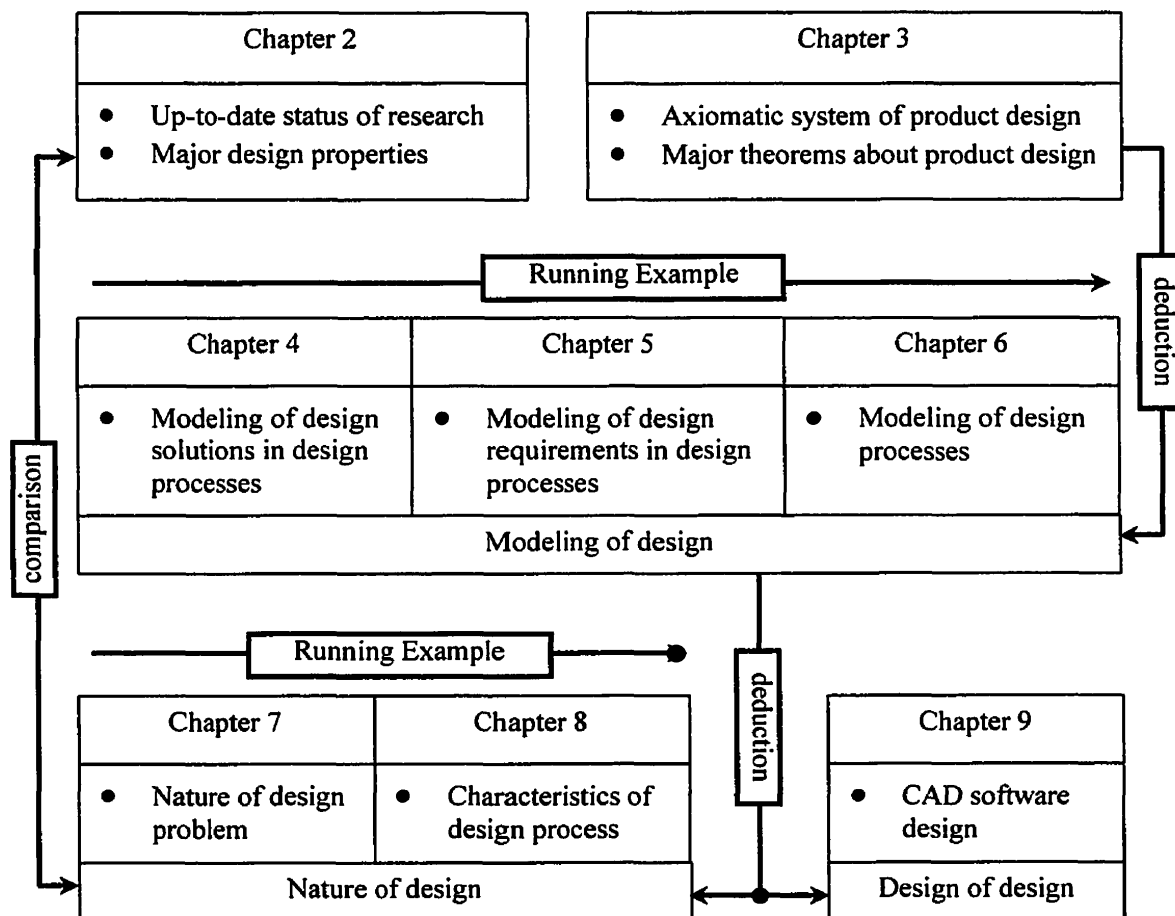 Chapter 2
● Up-to-date status of research
● Major design properties
Chapter 3
● Axiomatic system of product design
● Major theorems about product design
Running Example
deduction
Chapter 4
● Modeling of design
solutions in design
processes
Chapter 5
● Modeling of design
requirements in design
processes
Chapter 6
● Modeling of design
processes
Modeling of design
comparison
Running Example
deduction
Chapter 7
● Nature of design
problem
Chapter 8
● Characteristics of
design process
Nature of design
Chapter 9
● CAD software
design
Design of design